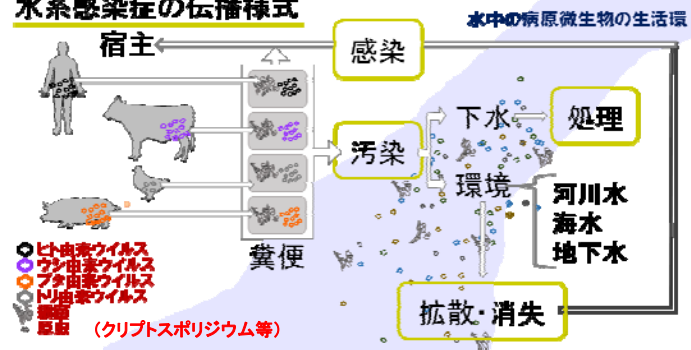 水系感染症の伝播様式
水中の病原微生物の生活環
宿主
感染
下水
処理
汚染
環境
河川水
海水
地下水
糞便
ヒト由来ウイルス
ウシ由来ウイルス
ブタ由来ウイルス
トリ由来ウイルス
細菌
原虫 (クリプトスポリジウム等)
拡散・消失